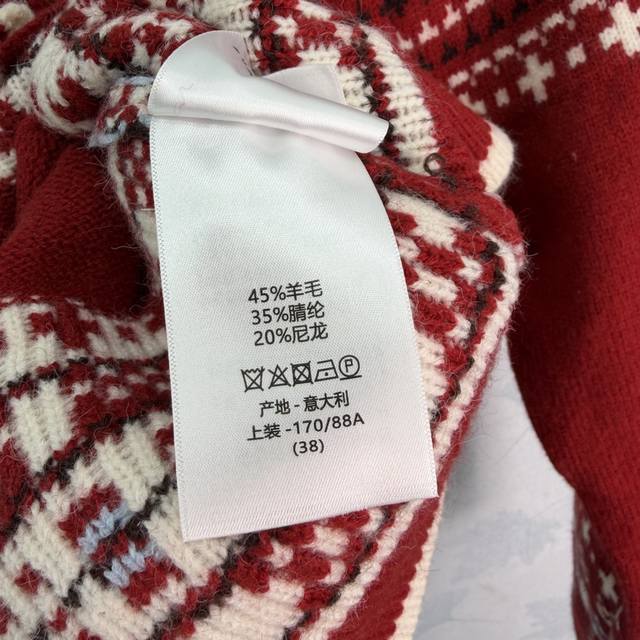 45%羊毛
35%腈纶
20%尼龙
P
产地 - 意大利
上装 -170/88A
(38)